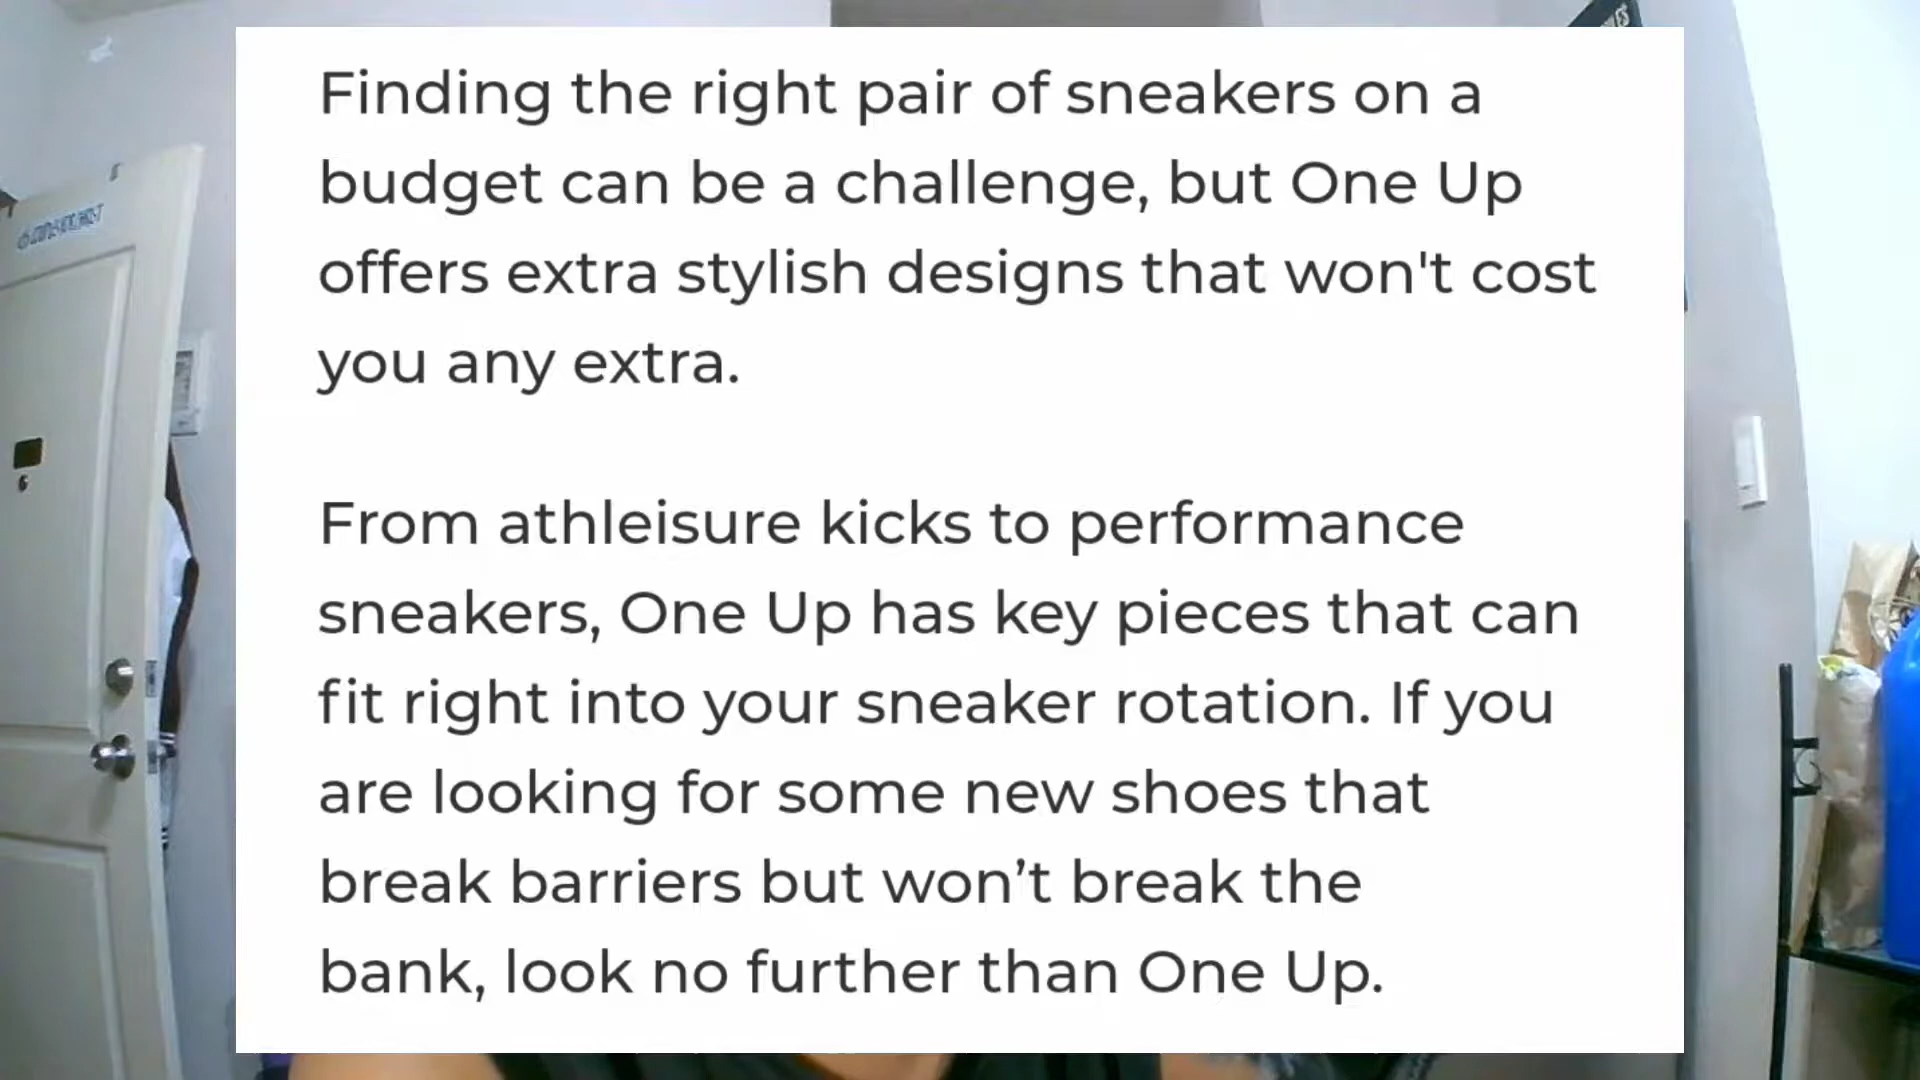 Finding the right pair of sneakers on a
budget can be a challenge, but One Up
offers extra stylish designs that won't cost
you any extra.
From athleisure kicks to performance
sneakers, One Up has key pieces that can
fit right into your sneaker rotation. If you
are looking for some new shoes that
break barriers but won’t break the
bank, look no further than One Up.